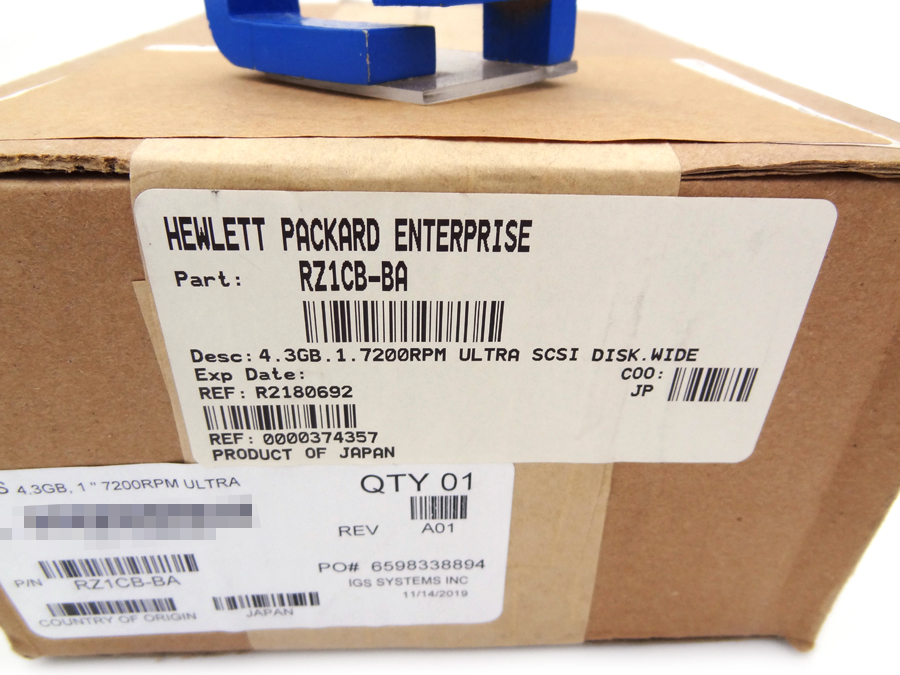 HEWLETT PACKARD ENTERPRISE
Part: RZ1CB-BA
Desc: 4.3GB.1.7200RPM ULTRA SCSI DISK.WIDE
Exp Date:
COO:
REF: R2180692
JP
REF: 0000374357
PRODUCT OF JAPAN
S 4.3GB, 1" 7200RPM ULTRA
QTY 01
REV A01
P/N RZ1CB-BA
PO# 6598338894
IGS SYSTEMS INC
11/14/2019
COUNTRY OF ORIGIN JAPAN